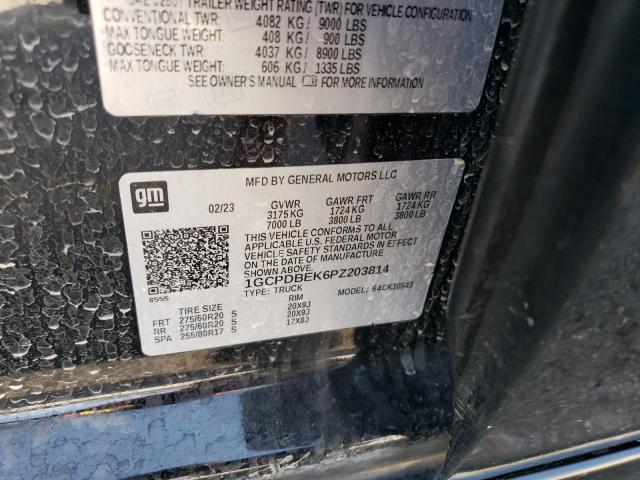 TRAILER WEIGHT RATING (TWR) FOR VEHICLE CONFIGURATION
CONVENTIONAL TWR: 4082 KG / 9000 LBS
MAX TONGUE WEIGHT: 408 KG / 900 LBS
GOOSENECK TWR: 4037 KG / 8900 LBS
MAX TONGUE WEIGHT: 606 KG / 1335 LBS
SEE OWNER'S MANUAL FOR MORE INFORMATION
gm
MFD BY GENERAL MOTORS LLC
02/23 GVWR GAWR FRT GAWR RR
3175 KG 1724 KG 1724 KG
7000 LB 3800 LB 3800 LB
THIS VEHICLE CONFORMS TO ALL
APPLICABLE U.S. FEDERAL MOTOR
VEHICLE SAFETY STANDARDS IN EFFECT
ON THE DATE OF MANUFACTURE
1GCPDBEK6PZ203814
TYPE: TRUCK MODEL: 64CK10543
8555
TIRE SIZE RIM
FRT 275/60R20 S 20X9J
RR 275/60R20 S 20X9J
SPA 255/80R17 S 17X8J